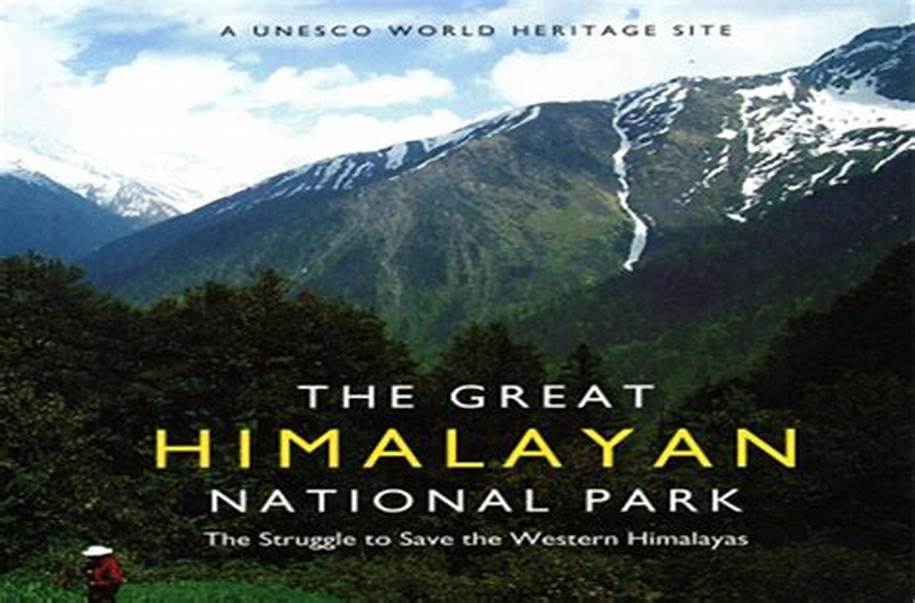 A UNESCO WORLD HERITAGE SITE
THE GREAT
HIMALAYAN
NATIONAL PARK
The Struggle to Save the Western Himalayas